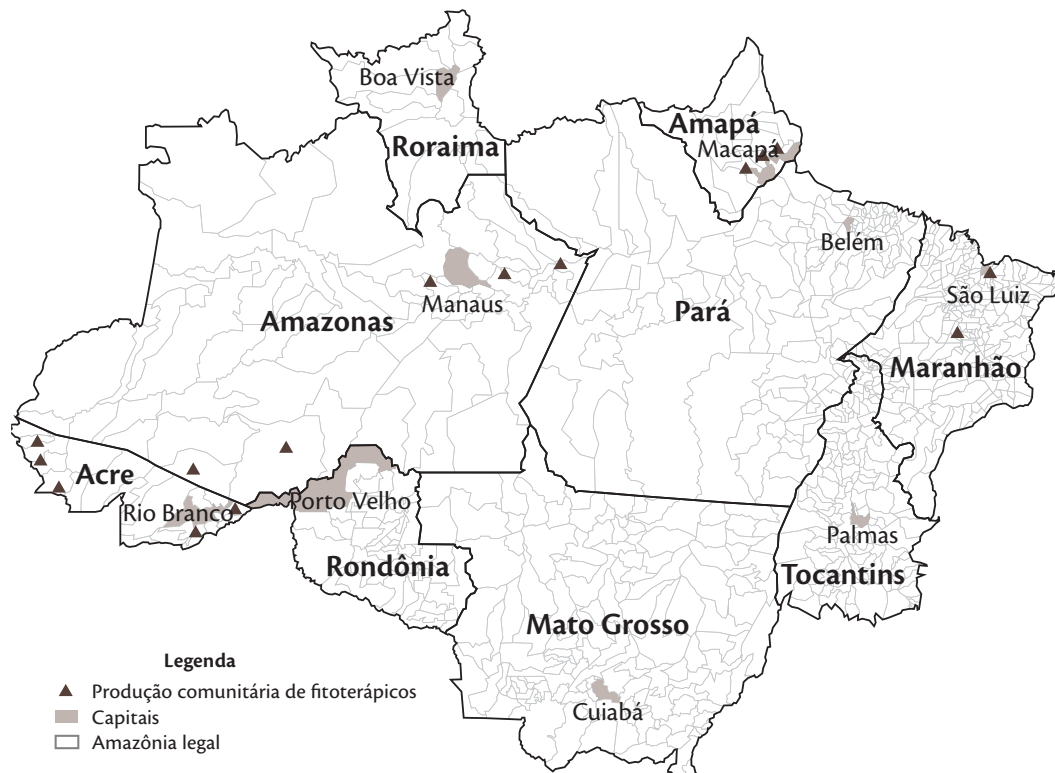 Boa Vista
Roraima
Amapá
Macapá
Belém
Manaus
São Luiz
Amazonas
Pará
Maranhão
Acre
Rio Branco
Porto Velho
Palmas
Rondônia
Tocantins
Mato Grosso
Cuiabá
Legenda
Produção comunitária de fitoterápicos
Capitais
Amazônia legal